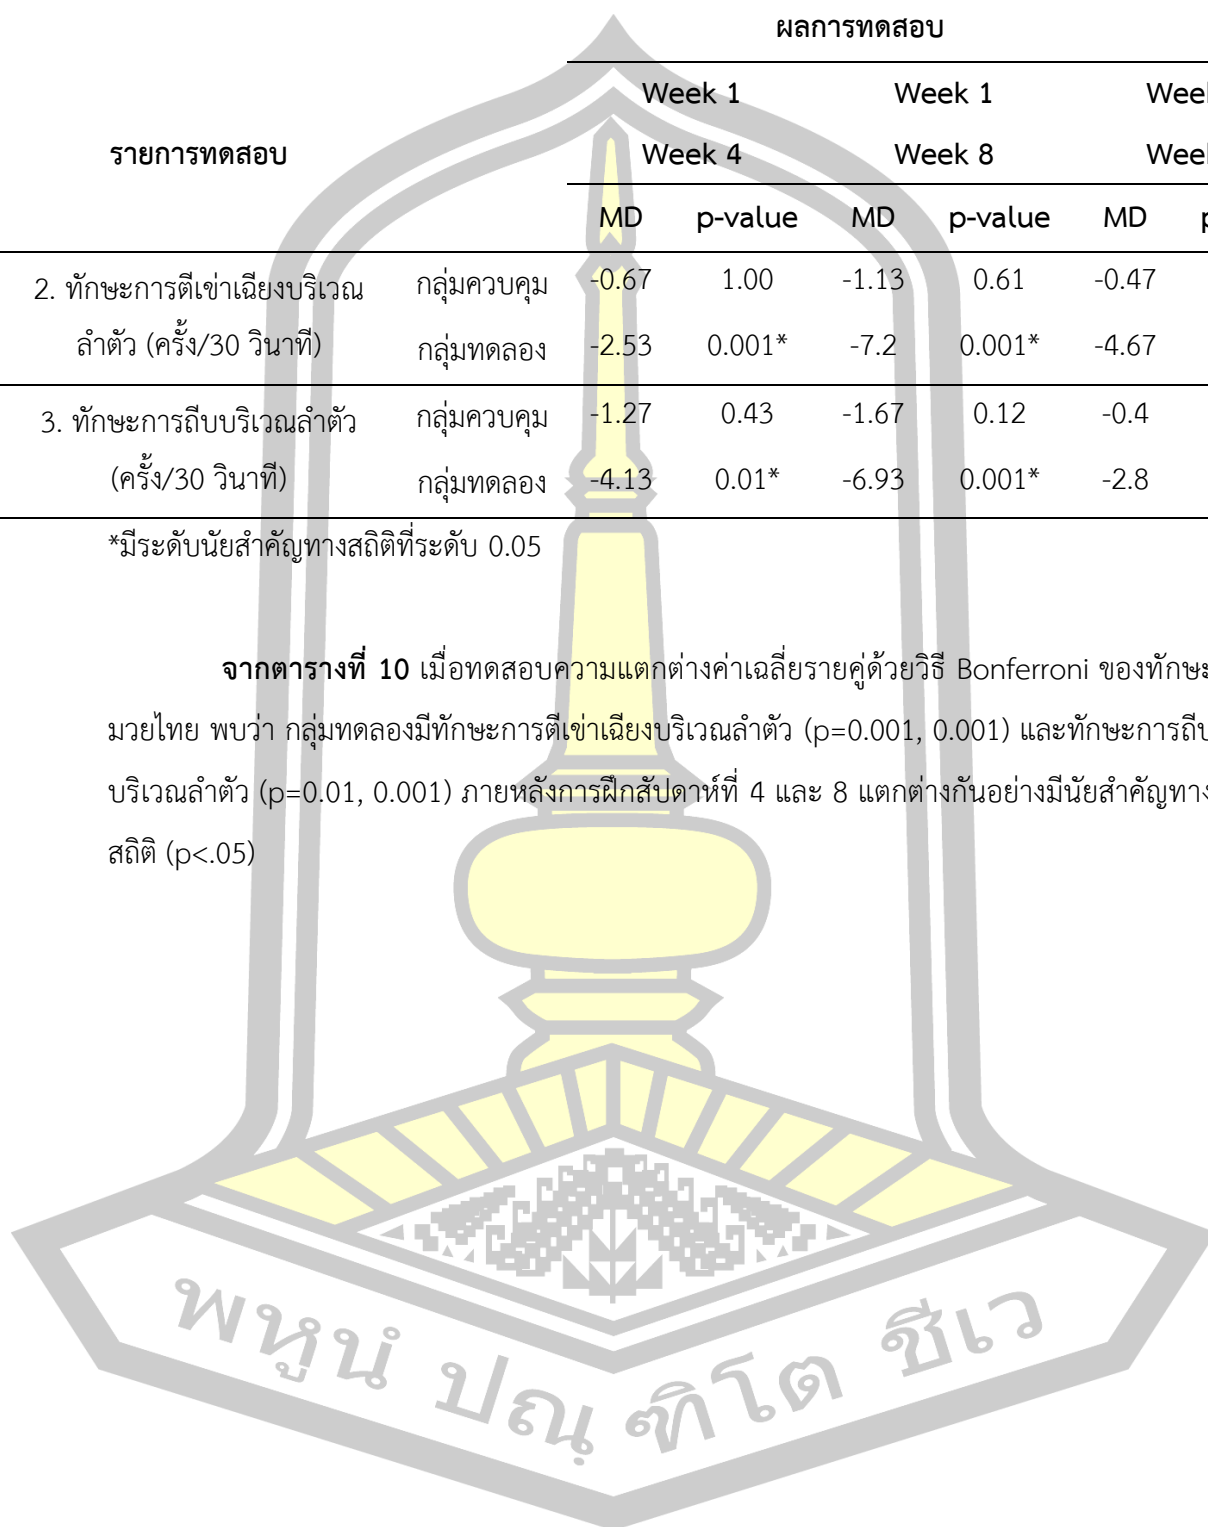 ผลการทดสอบ
Week 1 Week 1
รายการทดสอบ Week 4 Week 8
MD p-value MD p-value MD
2. ทักษะการตีเข่าเฉียงบริเวณ กลุ่มควบคุม -0.67 1.00 -1.13 0.61 -0.47
ลำตัว (ครั้ง/30 วินาที) กลุ่มทดลอง -2.53 0.001* -7.2 0.001* -4.67
3. ทักษะการถีบบริเวณลำตัว กลุ่มควบคุม -1.27 0.43 -1.67 0.12 -0.4
(ครั้ง/30 วินาที) กลุ่มทดลอง -4.13 0.01* -6.93 0.001* -2.8
*มีระดับนัยสำคัญทางสถิติที่ระดับ 0.05
จากตารางที่ 10 เมื่อทดสอบความแตกต่างค่าเฉลี่ยรายคู่ด้วยวิธี Bonferroni ของทักษะ
มวยไทย พบว่า กลุ่มทดลองมีทักษะการตีเข่าเฉียงบริเวณลำตัว (p=0.001, 0.001) และทักษะการถีบ
บริเวณลำตัว (p=0.01, 0.001) ภายหลังการฝึกสัปดาห์ที่ 4 และ 8 แตกต่างกันอย่างมีนัยสำคัญทาง
สถิติ (p<.05)
พหูนํ ปณฺฑิโต ชีเว